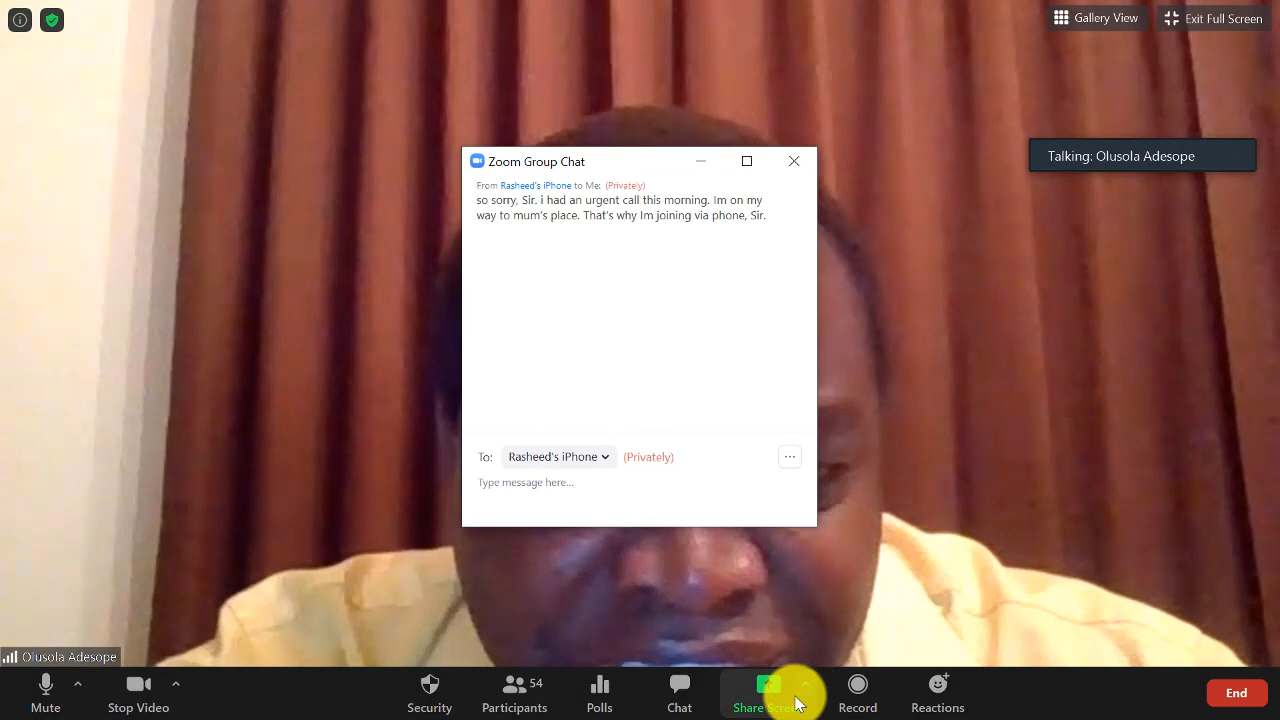 Gallery View
Exit Full Screen
Talking: Olusola Adesope
Zoom Group Chat
From Rasheed's iPhone to Me: (Privately)
so sorry, Sir. i had an urgent call this morning. Im on my
way to mum's place. That's why Im joining via phone, Sir.
To: Rasheed's iPhone (Privately)
Type message here...
Olusola Adesope
54
Mute
Stop Video
Security
Participants
Polls
Chat
Share
Record
Reactions
End